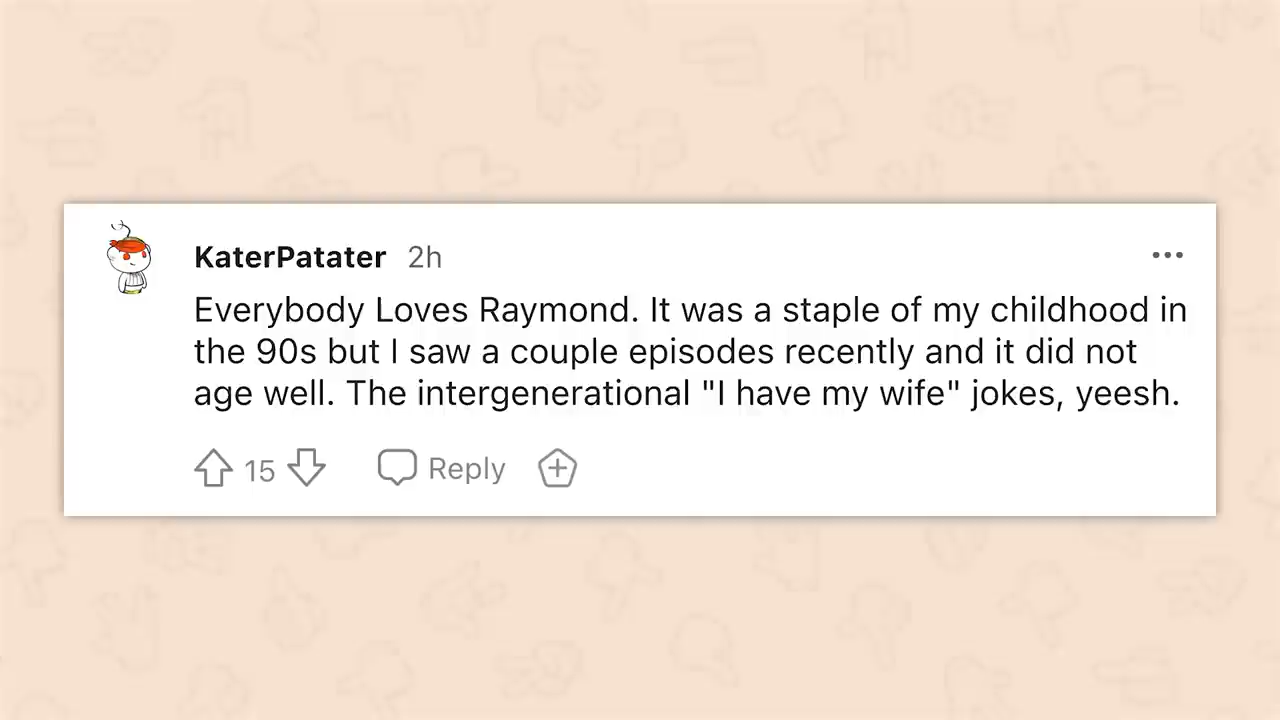 KaterPatater 2h
Everybody Loves Raymond. It was a staple of my childhood in
the 90s but I saw a couple episodes recently and it did not
age well. The intergenerational "I have my wife" jokes, yeesh.
15 Reply